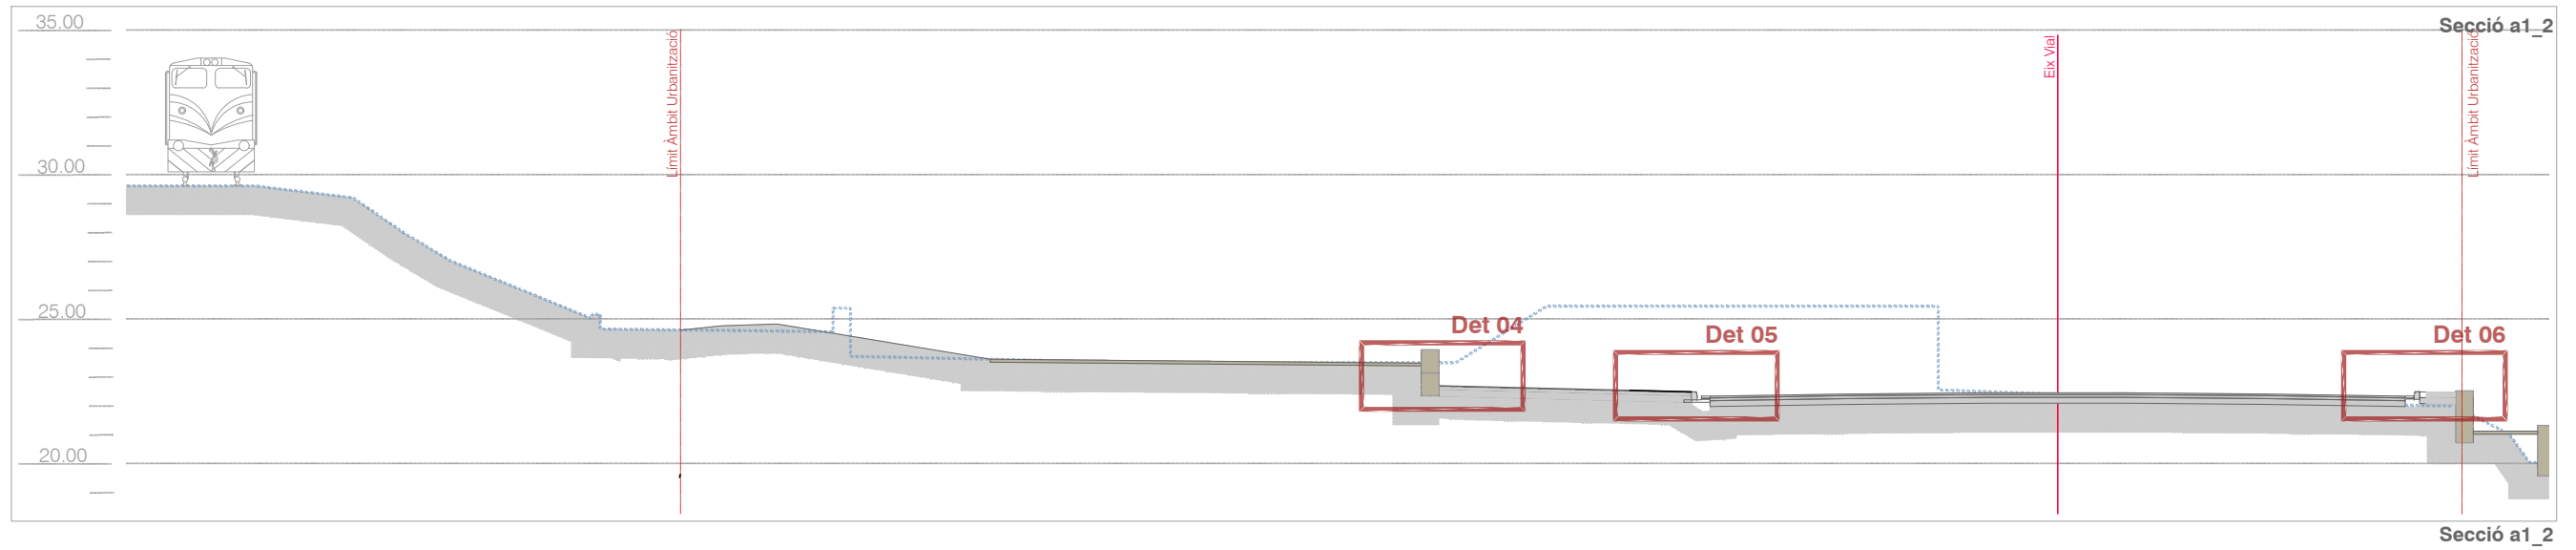 35.00
Secció a1_2
Límit Àmbit Urbanització
Eix Vial
Límit Àmbit Urbanització
30.00
25.00
Det 04
Det 05
Det 06
20.00
Secció a1_2